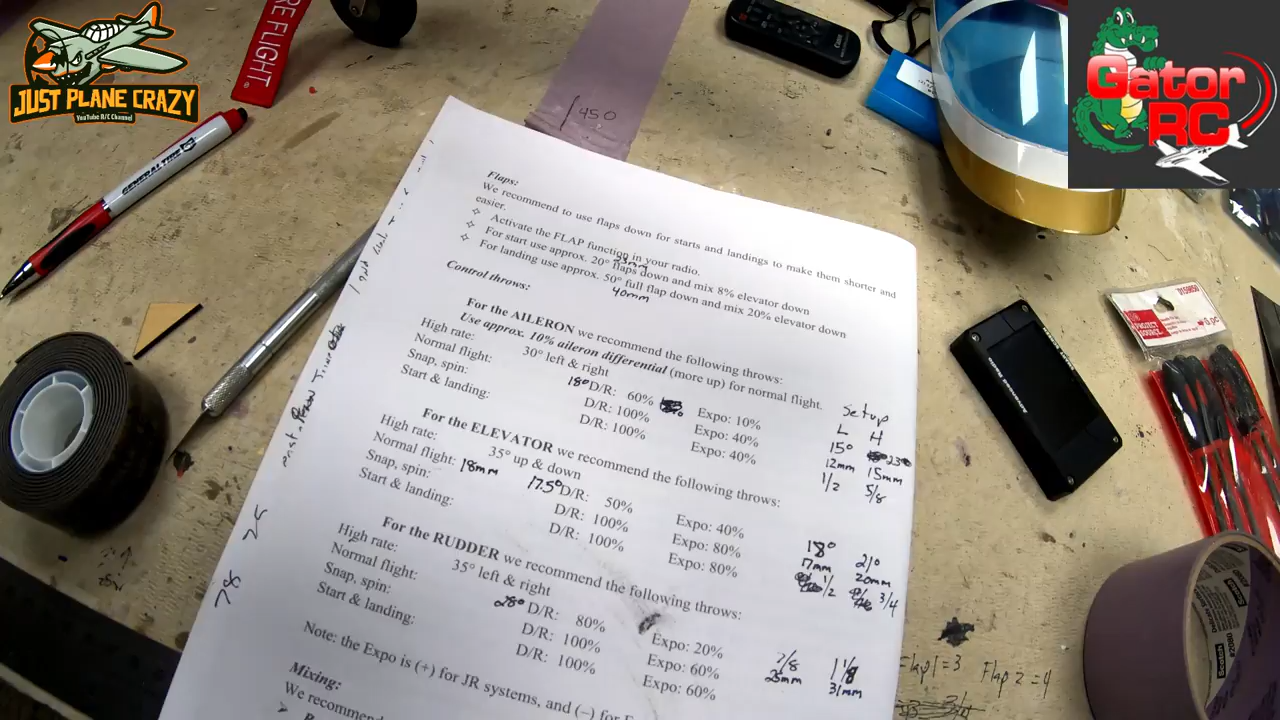 JUST PLANE CRAZY
YouTube R/C Channel
RE FLIGHT
GENERAL TIRE
1450
Canon
Gator
RC
Flaps:
We recommend to use flaps down for starts and landings to make them shorter and
easier.
Activate the FLAP function in your radio.
For start use approx. 20° flaps down and mix 8% elevator down
For landing use approx. 50° full flap down and mix 20% elevator down
40mm
Control throws:
For the AILERON we recommend the following throws:
Use approx. 10% aileron differential (more up) for normal flight.
High rate: 30° left & right
Normal flight: 18° D/R: 60% Expo: 10%
Snap, spin: D/R: 100% Expo: 40%
Start & landing: D/R: 100% Expo: 40%
Setup
L H
15° 23°
12mm 15mm
1/2 5/8
For the ELEVATOR we recommend the following throws:
High rate: 35° up & down
Normal flight: 18mm 17.5° D/R: 50% Expo: 40%
Snap, spin: D/R: 100% Expo: 80%
Start & landing: D/R: 100% Expo: 80%
18° 21°
17mm 20mm
1/2 3/4
For the RUDDER we recommend the following throws:
High rate: 35° left & right
Normal flight: 28° D/R: 80% Expo: 20%
Snap, spin: D/R: 100% Expo: 60%
Start & landing: D/R: 100% Expo: 60%
7/8 1 1/8
25mm 31mm
Note: the Expo is (+) for JR systems, and (–) for
Mixing:
We recommend
Flap 1 = 3 Flap 2 = 4
Scotch